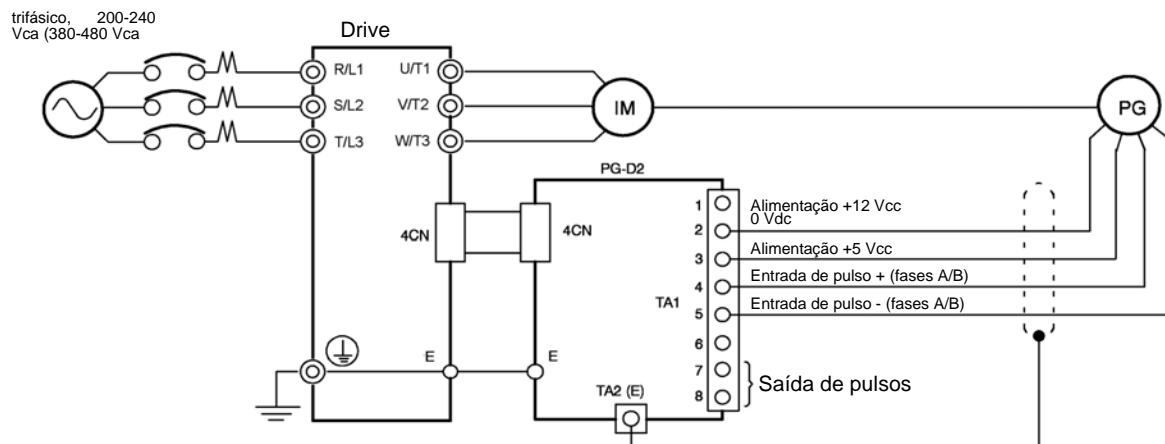 trifásico, 200-240
Vca (380-480 Vca
Drive
R/L1 U/T1
S/L2 V/T2
T/L3 W/T3
IM
PG
PG-D2
4CN
4CN
1 Alimentação +12 Vcc
0 Vdc
2
Alimentação +5 Vcc
3
Entrada de pulso + (fases A/B)
4
TA1
Entrada de pulso - (fases A/B)
5
6
E
E
7
Saída de pulsos
TA2 (E)
8